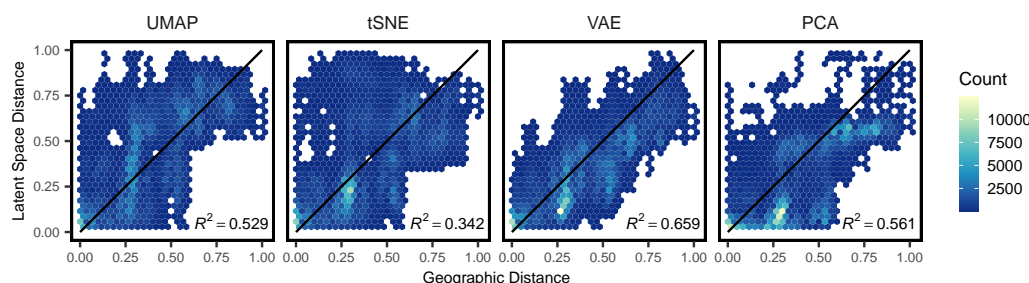 UMAP tSNE VAE PCA
1.00
0.75
0.50
0.25
0.00
Latent Space Distance
R² = 0.529 R² = 0.342 R² = 0.659 R² = 0.561
0.00 0.25 0.50 0.75 1.00 0.00 0.25 0.50 0.75 1.00 0.00 0.25 0.50 0.75 1.00 0.00 0.25 0.50 0.75 1.00
Geographic Distance
Count
10000
7500
5000
2500